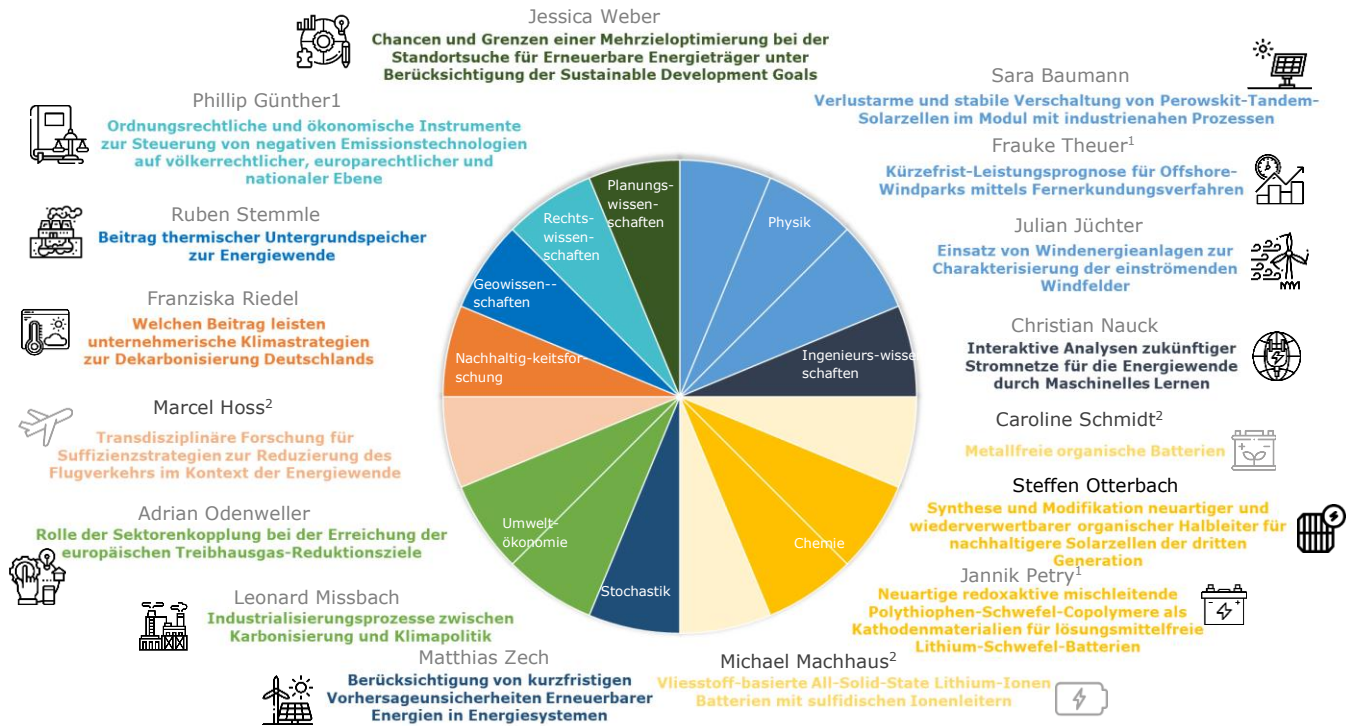 Jessica Weber
Chancen und Grenzen einer Mehrzieloptimierung bei der
Standortsuche für Erneuerbare Energieträger unter
Berücksichtigung der Sustainable Development Goals
Phillip Günther1
Ordnungsrechtliche und ökonomische Instrumente
zur Steuerung von negativen Emissionstechnologien
auf völkerrechtlicher, europarechtlicher und
nationaler Ebene
Ruben Stemmle
Beitrag thermischer Untergrundspeicher
zur Energiewende
Franziska Riedel
Welchen Beitrag leisten
unternehmerische Klimastrategien
zur Dekarbonisierung Deutschlands
Marcel Hoss²
Transdisziplinäre Forschung für
Suffizienzstrategien zur Reduzierung des
Flugverkehrs im Kontext der Energiewende
Adrian Odenweller
Rolle der Sektorenkopplung bei der Erreichung der
europäischen Treibhausgas-Reduktionsziele
Leonard Missbach
Industrialisierungsprozesse zwischen
Karbonisierung und Klimapolitik
Matthias Zech
Berücksichtigung von kurzfristigen
Vorhersageunsicherheiten Erneuerbarer
Energien in Energiesystemen
Planungs-
wissen-
schaften
Rechts-
wissen-
schaften
Geowissen--
schaften
Nachhaltig-keitsfor-
schung
Umwelt-
ökonomie
Stochastik
Physik
Ingenieurs-wissen
schaften
Chemie
Sara Baumann
Verlustarme und stabile Verschaltung von Perowskit-Tandem-
Solarzellen im Modul mit industrienahen Prozessen
Frauke Theuer¹
Kürzefrist-Leistungsprognose für Offshore-
Windparks mittels Fernerkundungsverfahren
Julian Jüchter
Einsatz von Windenergieanlagen zur
Charakterisierung der einströmenden
Windfelder
Christian Nauck
Interaktive Analysen zukünftiger
Stromnetze für die Energiewende
durch Maschinelles Lernen
Caroline Schmidt²
Metallfreie organische Batterien
Steffen Otterbach
Synthese und Modifikation neuartiger und
wiederverwertbarer organischer Halbleiter für
nachhaltigere Solarzellen der dritten
Generation
Jannik Petry¹
Neuartige redoxaktive mischleitende
Polythiophen-Schwefel-Copolymere als
Kathodenmaterialien für lösungsmittelfreie
Lithium-Schwefel-Batterien
Michael Machhaus²
Vliesstoff-basierte All-Solid-State Lithium-Ionen
Batterien mit sulfidischen Ionenleitern